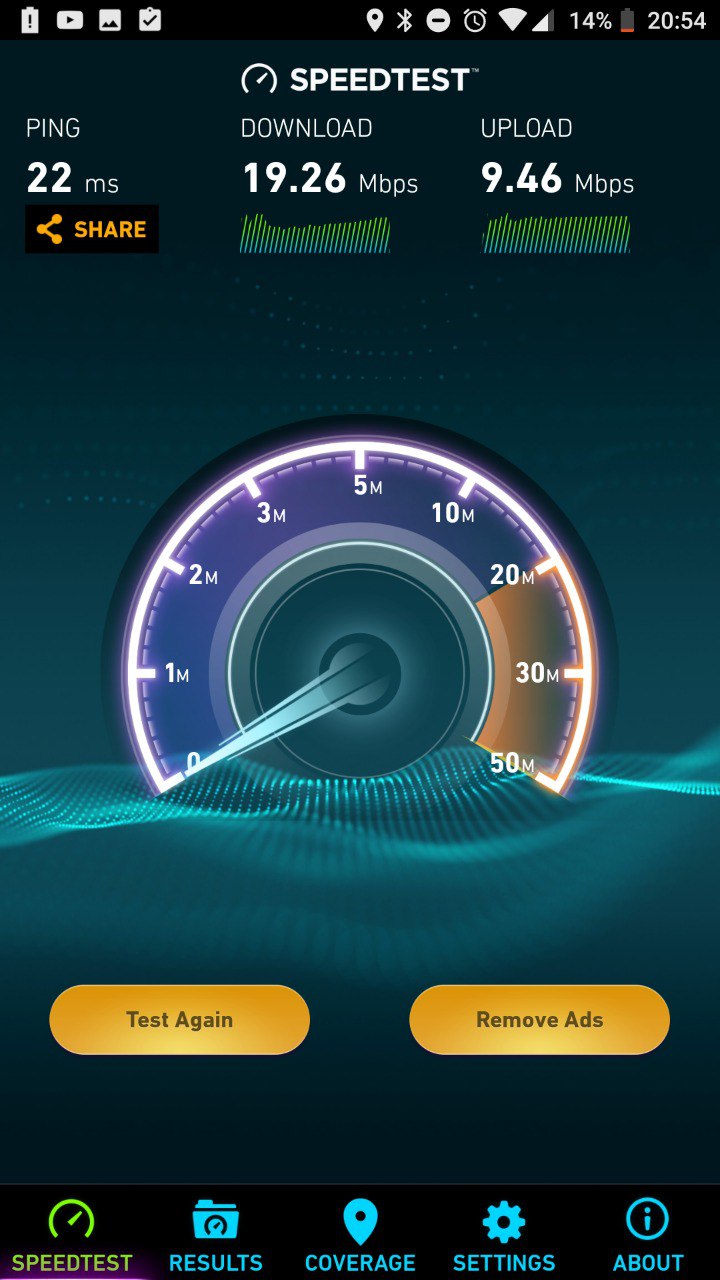 14% 20:54
SPEEDTEST™
PING DOWNLOAD UPLOAD
22 ms 19.26 Mbps 9.46 Mbps
SHARE
5M
3M 10M
2M 20M
1M 30M
0 50M
Test Again Remove Ads
SPEEDTEST RESULTS COVERAGE SETTINGS ABOUT